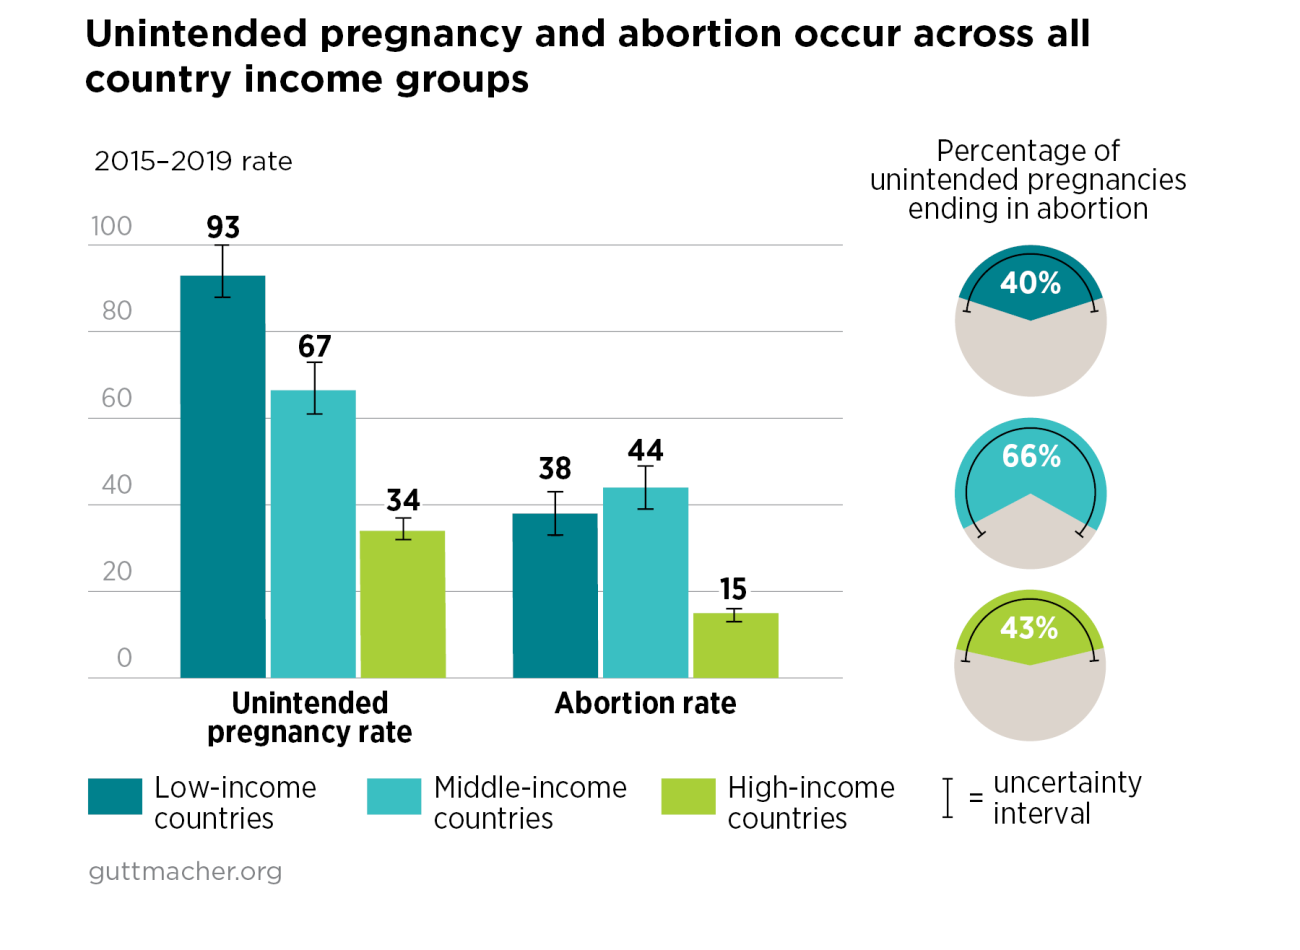 Unintended pregnancy and abortion occur across all
country income groups
2015–2019 rate
100
80
60
40
20
0
93
67
34
38
44
15
Unintended
pregnancy rate
Abortion rate
Percentage of
unintended pregnancies
ending in abortion
40%
66%
43%
Low-income
countries
Middle-income
countries
High-income
countries
= uncertainty
interval
guttmacher.org